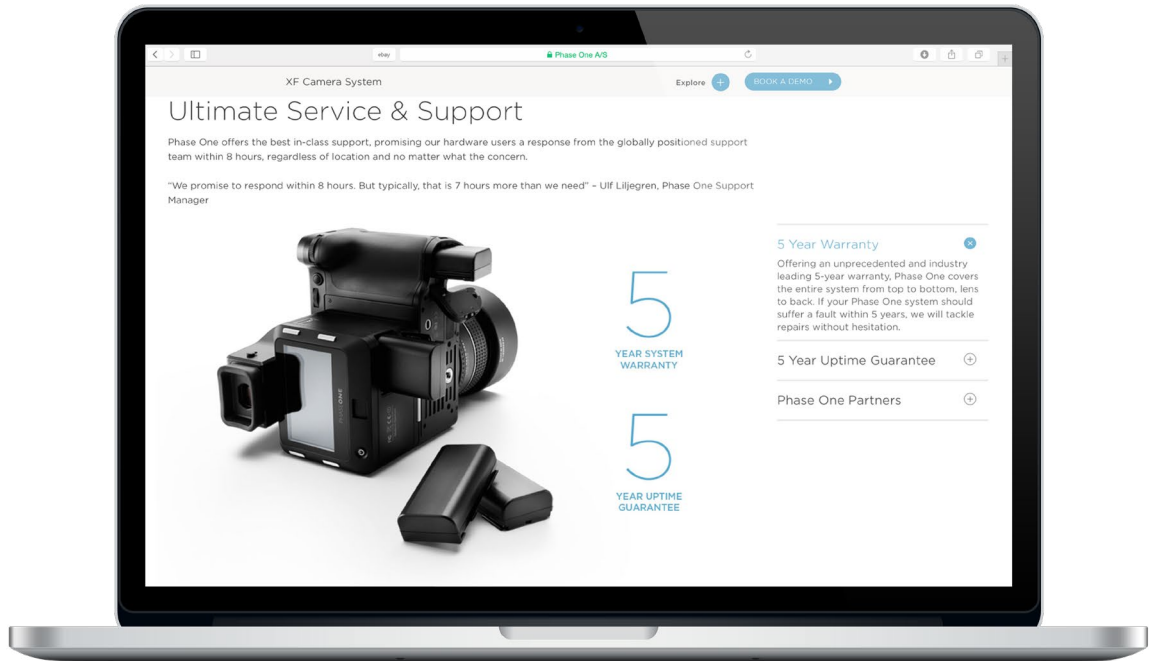 ebay
Phase One A/S
XF Camera System
Explore
BOOK A DEMO
Ultimate Service & Support
Phase One offers the best in-class support, promising our hardware users a response from the globally positioned support
team within 8 hours, regardless of location and no matter what the concern.
“We promise to respond within 8 hours. But typically, that is 7 hours more than we need” – Ulf Liljegren, Phase One Support
Manager
5
YEAR SYSTEM
WARRANTY
5
YEAR UPTIME
GUARANTEE
5 Year Warranty
Offering an unprecedented and industry
leading 5-year warranty, Phase One covers
the entire system from top to bottom, lens
to back. If your Phase One system should
suffer a fault within 5 years, we will tackle
repairs without hesitation.
5 Year Uptime Guarantee
Phase One Partners
PHASEONE